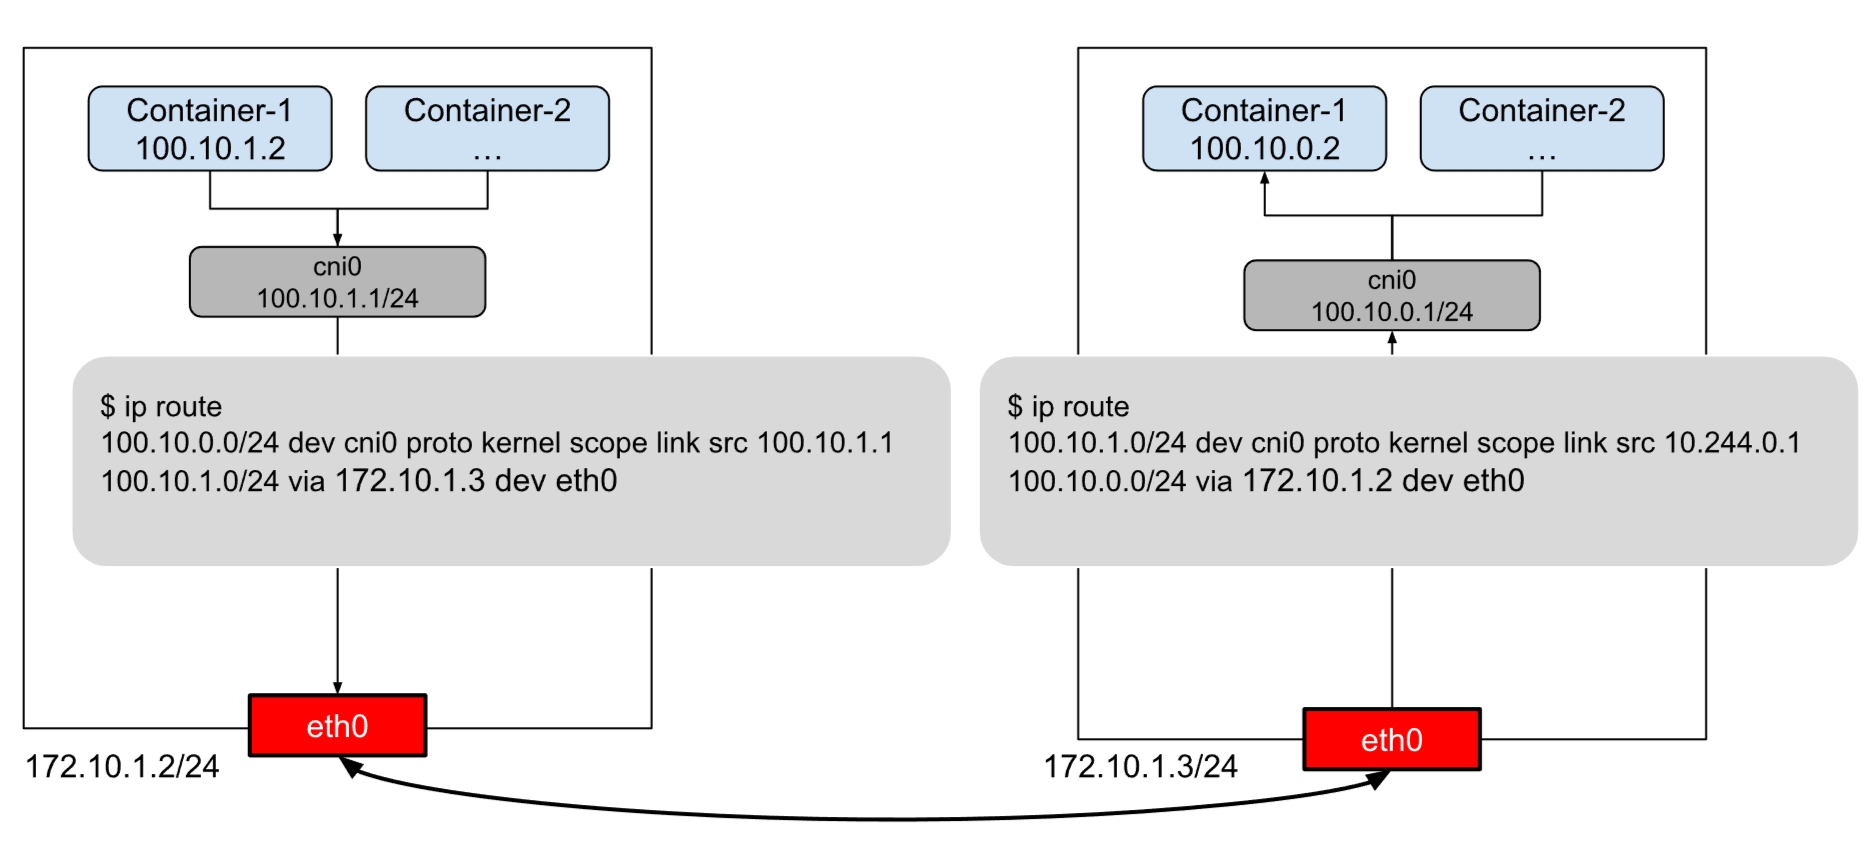 Container-1
100.10.1.2
Container-2
...
cni0
100.10.1.1/24
$ ip route
100.10.0.0/24 dev cni0 proto kernel scope link src 100.10.1.1
100.10.1.0/24 via 172.10.1.3 dev eth0
eth0
172.10.1.2/24
Container-1
100.10.0.2
Container-2
...
cni0
100.10.0.1/24
$ ip route
100.10.1.0/24 dev cni0 proto kernel scope link src 10.244.0.1
100.10.0.0/24 via 172.10.1.2 dev eth0
eth0
172.10.1.3/24